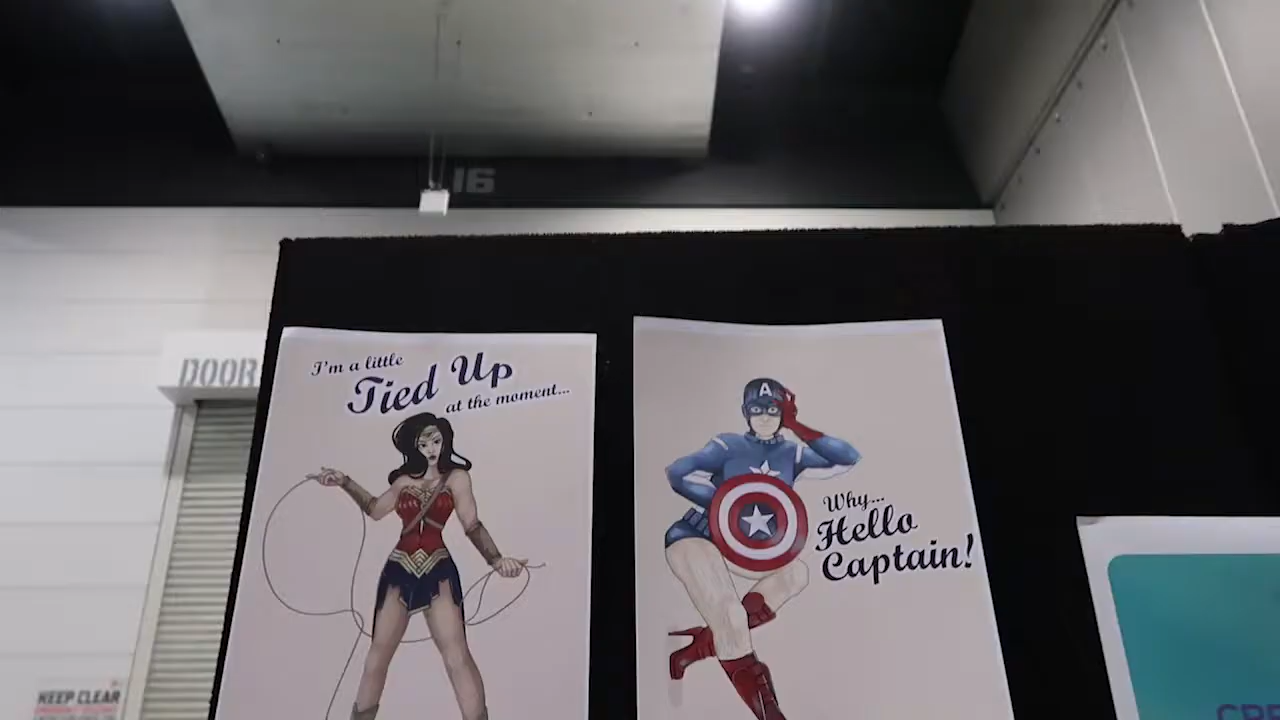 16
DOOR
I'm a little
Tied Up
at the moment...
A
Why...
Hello
Captain!
KEEP CLEAR